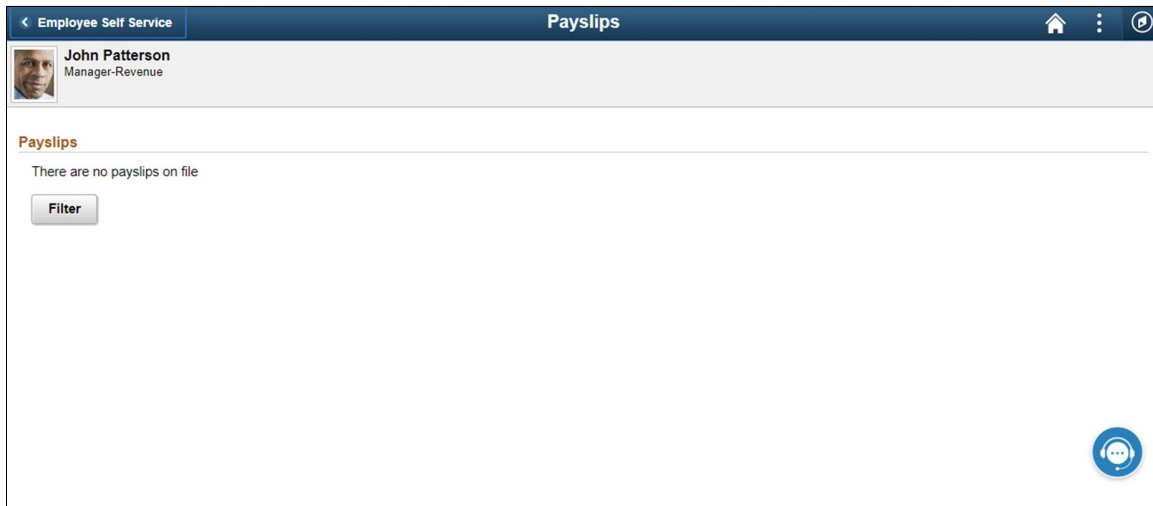 Employee Self Service
Payslips
John Patterson
Manager-Revenue
Payslips
There are no payslips on file
Filter